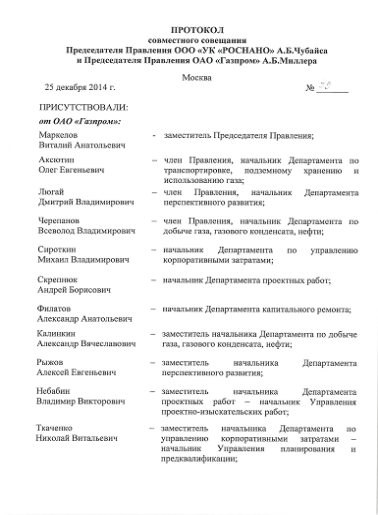 ПРОТОКОЛ
совместного совещания
Председателя Правления ООО «УК «РОСНАНО» А.Б.Чубайса
и Председателя Правления ОАО «Газпром» А.Б.Миллера
Москва
25 декабря 2014 г. №
ПРИСУТСТВОВАЛИ:
от ОАО «Газпром»:
Маркелов - заместитель Председателя Правления;
Виталий Анатольевич
Аксютин – член Правления, начальник Департамента по
Олег Евгеньевич транспортировке, подземному хранению и
использованию газа;
Люгай – член Правления, начальник Департамента
Дмитрий Владимирович перспективного развития;
Черепанов – член Правления, начальник Департамента по
Всеволод Владимирович добыче газа, газового конденсата, нефти;
Сироткин – начальник Департамента по управлению
Михаил Владимирович корпоративными затратами;
Скрепнюк – начальник Департамента проектных работ;
Андрей Борисович
Филатов – начальник Департамента капитального ремонта;
Александр Анатольевич
Калинкин – заместитель начальника Департамента по добыче
Александр Вячеславович газа, газового конденсата, нефти;
Рыжов – заместитель начальника Департамента
Алексей Евгеньевич перспективного развития;
Небабин – заместитель начальника Департамента
Владимир Викторович проектных работ – начальник Управления
проектно-изыскательских работ;
Ткаченко – заместитель начальника Департамента по
Николай Витальевич управлению корпоративными затратами –
начальник Управления планирования и
предквалификации;